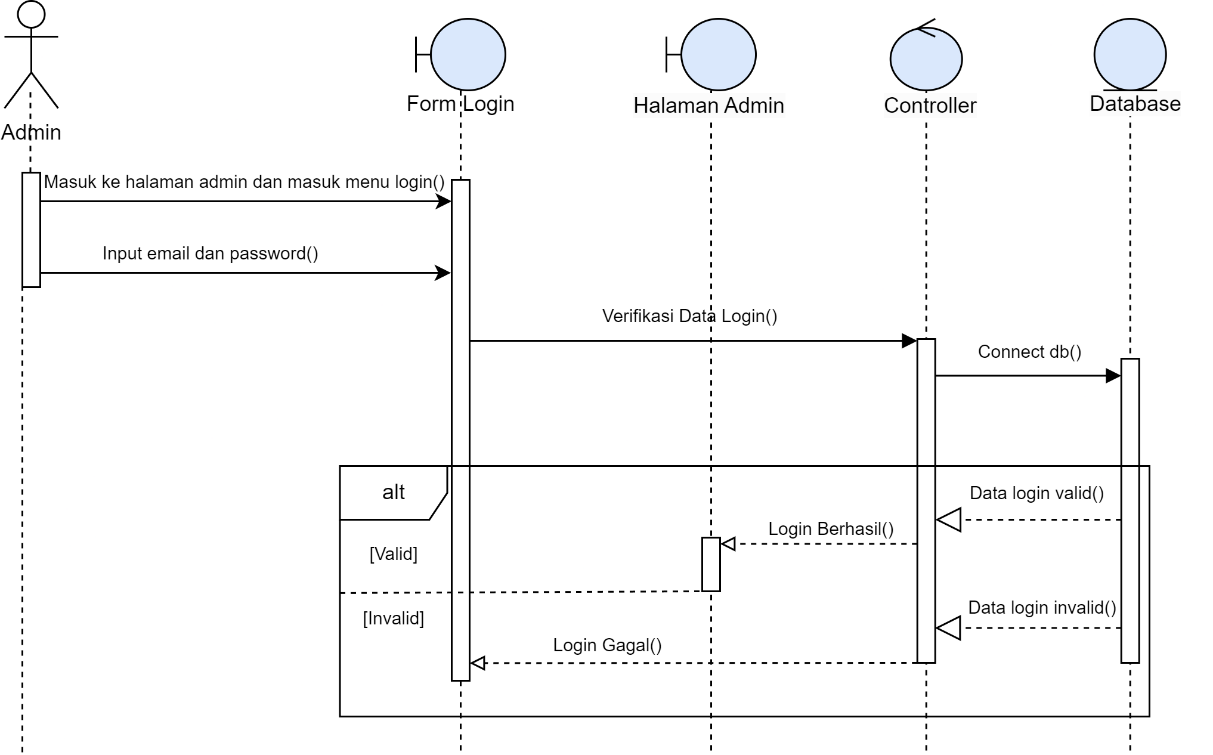 Form Login
Halaman Admin
Controller
Database
Admin
Masuk ke halaman admin dan masuk menu login()
Input email dan password()
Verifikasi Data Login()
Connect db()
alt
Data login valid()
Login Berhasil()
[Valid]
Data login invalid()
[Invalid]
Login Gagal()